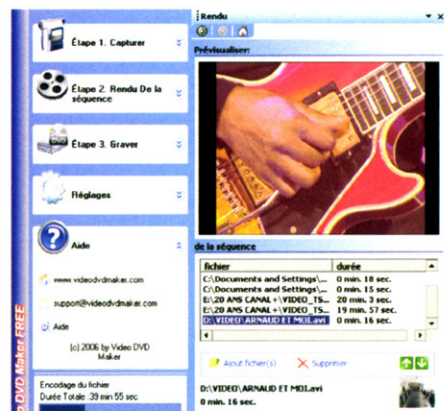 Rendu
Étape 1. Capturer
Prévisualiser:
Étape 2. Rendu De la
séquence
Étape 3. Graver
Réglages
Aide
www.videodvdmaker.com
support@videodvdmaker.com
Aide
(c) 2006 by Video DVD
Maker
Encodage du fichier
Durée Totale .39 min 55 sec
DVD Maker FREE
de la séquence
fichier durée
C:\Documents and Settings\... 0 min. 18 sec.
C:\Documents and Settings\... 0 min. 15 sec.
E:\20 ANS CANAL +\VIDEO_TS... 20 min. 3 sec.
E:\20 ANS CANAL +\VIDEO_TS... 19 min. 57 sec.
D:\VIDEO\ARNAUD ET MOI.avi 0 min. 16 sec.
Ajout fichier(s) Supprimer
D:\VIDEO\ARNAUD ET MOI.avi
0 min. 16 sec.